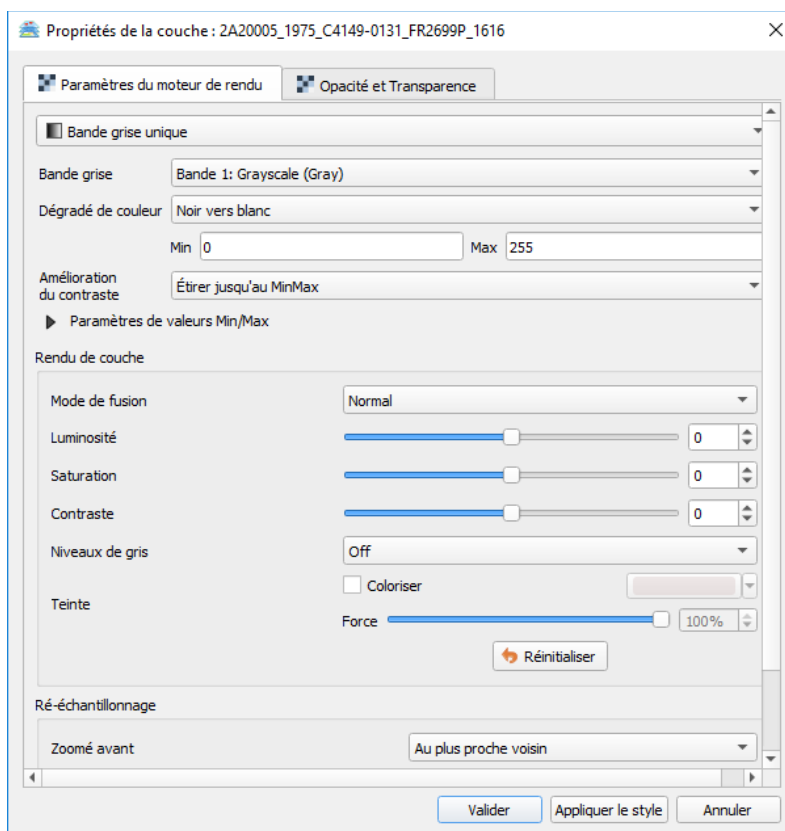 Propriétés de la couche : 2A20005_1975_C4149-0131_FR2699P_1616
Paramètres du moteur de rendu
Opacité et Transparence
Bande grise unique
Bande grise
Bande 1: Grayscale (Gray)
Dégradé de couleur
Noir vers blanc
Min 0
Max 255
Amélioration
du contraste
Étirer jusqu'au MinMax
Paramètres de valeurs Min/Max
Rendu de couche
Mode de fusion
Normal
Luminosité
0
Saturation
0
Contraste
0
Niveaux de gris
Off
Teinte
Coloriser
Force
100%
Réinitialiser
Ré-échantillonnage
Zoomé avant
Au plus proche voisin
Valider
Appliquer le style
Annuler